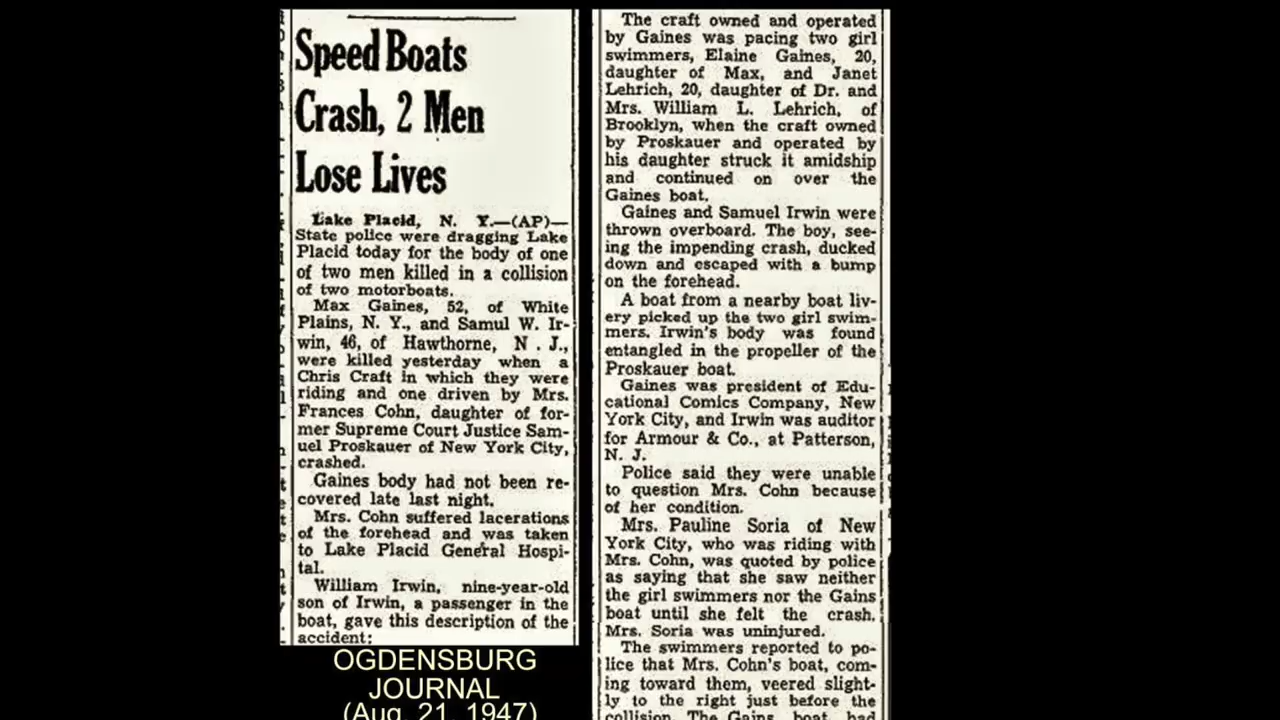 Speed Boats
Crash, 2 Men
Lose Lives
Lake Placid, N. Y.—(AP)—
State police were dragging Lake
Placid today for the body of one
of two men killed in a collision
of two motorboats.
Max Gaines, 52, of White
Plains, N. Y., and Samul W. Ir-
win, 46, of Hawthorne, N . J.,
were killed yesterday when a
Chris Craft in which they were
riding and one driven by Mrs.
Frances Cohn, daughter of for-
mer Supreme Court Justice Sam-
uel Proskauer of New York City,
crashed.
Gaines body had not been re-
covered late last night.
Mrs. Cohn suffered lacerations
of the forehead and was taken
to Lake Placid General Hospi-
tal.
William Irwin, nine-year-old
son of Irwin, a passenger in the
boat, gave this description of the
accident:
OGDENSBURG
JOURNAL
(Aug. 21, 1947)
The craft owned and operated
by Gaines was pacing two girl
swimmers, Elaine Gaines, 20,
daughter of Max, and Janet
Lehrich, 20, daughter of Dr. and
Mrs. William L. Lehrich, of
Brooklyn, when the craft owned
by Proskauer and operated by
his daughter struck it amidship
and continued on over the
Gaines boat.
Gaines and Samuel Irwin were
thrown overboard. The boy, see-
ing the impending crash, ducked
down and escaped with a bump
on the forehead.
A boat from a nearby boat liv-
ery picked up the two girl swim-
mers. Irwin's body was found
entangled in the propeller of the
Proskauer boat.
Gaines was president of Edu-
cational Comics Company, New
York City, and Irwin was auditor
for Armour & Co., at Patterson,
N. J.
Police said they were unable
to question Mrs. Cohn because
of her condition.
Mrs. Pauline Soria of New
York City, who was riding with
Mrs. Cohn, was quoted by police
as saying that she saw neither
the girl swimmers nor the Gains
boat until she felt the crash.
Mrs. Soria was uninjured.
The swimmers reported to po-
lice that Mrs. Cohn's boat, com-
ing toward them, veered slight-
ly to the right just before the
collision. The Gains boat had